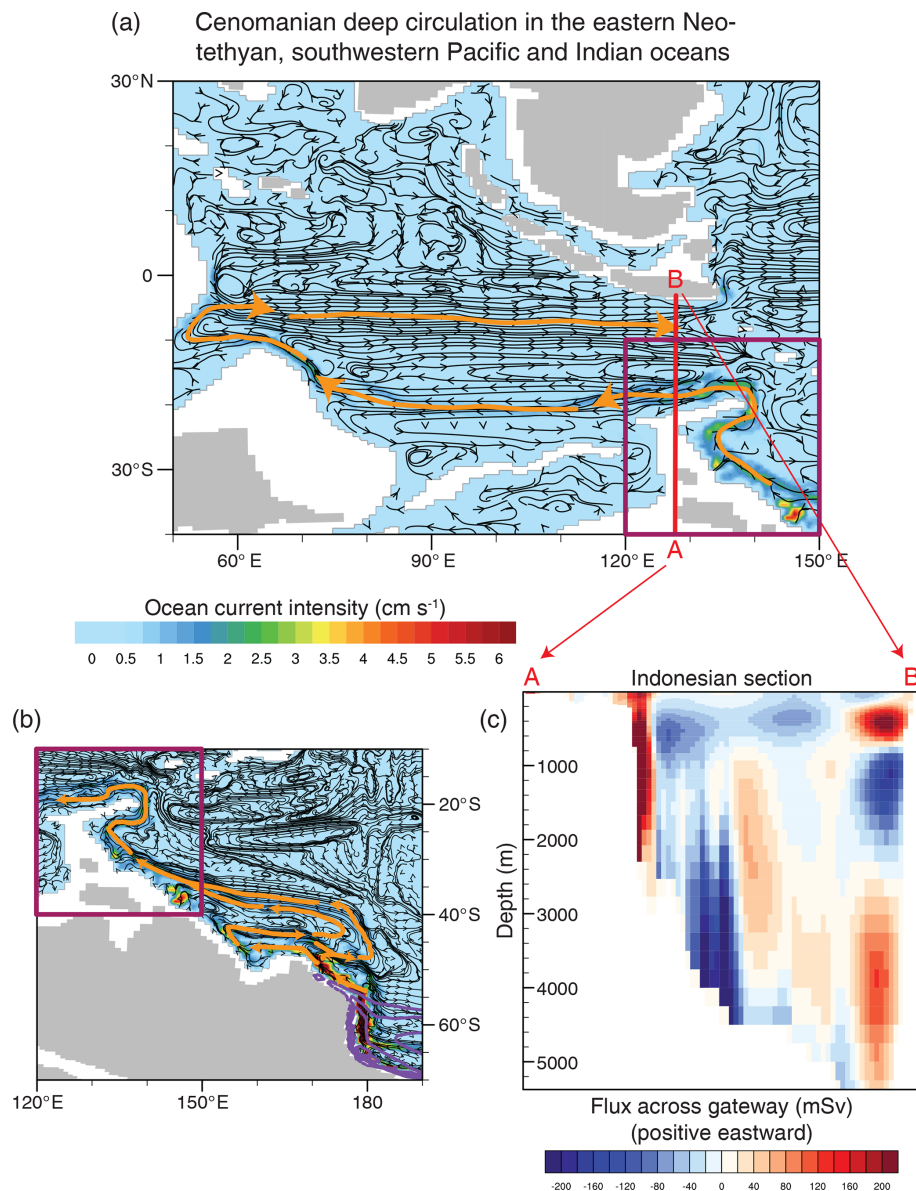 (a)
Cenomanian deep circulation in the eastern Neo-
tethyan, southwestern Pacific and Indian oceans
30°N
0
30°S
B
A
60°E 90°E 120°E 150°E
Ocean current intensity (cm s⁻¹)
0 0.5 1 1.5 2 2.5 3 3.5 4 4.5 5 5.5 6
(b)
20°S
40°S
60°S
120°E 150°E 180
A B
Indonesian section
(c)
1000
2000
3000
4000
5000
Depth (m)
Flux across gateway (mSv)
(positive eastward)
-200 -160 -120 -80 -40 0 40 80 120 160 200